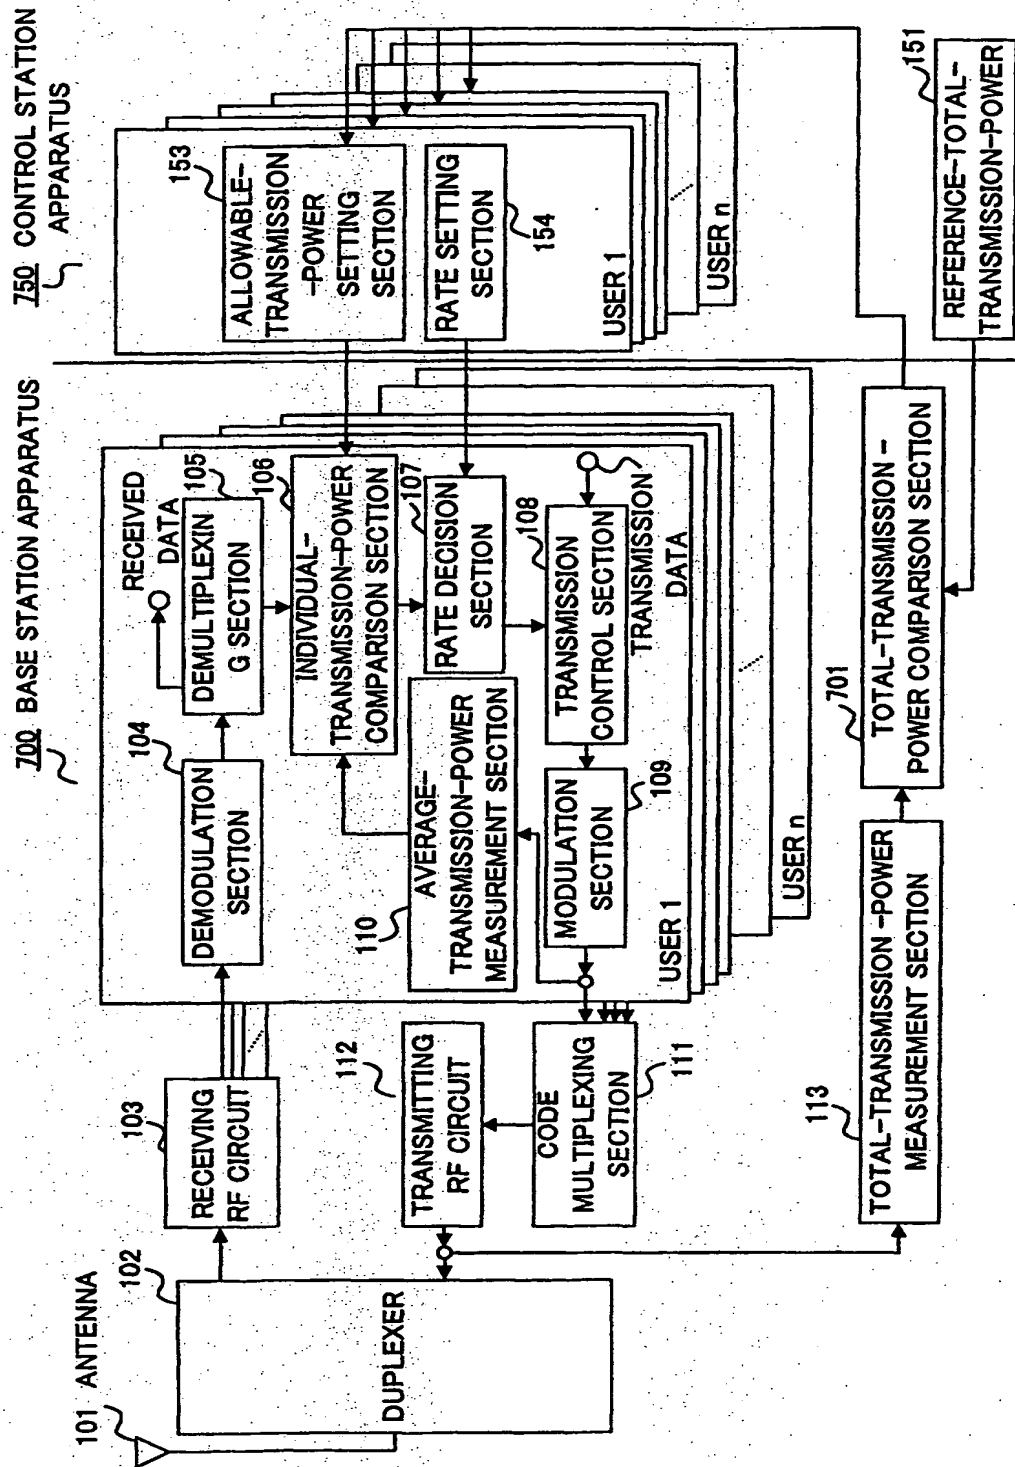 700 BASE STATION APPARATUS
750 CONTROL STATION
APPARATUS
101 ANTENNA
102
DUPLEXER
103
RECEIVING
RF CIRCUIT
104
DEMODULATION
SECTION
RECEIVED
DATA
105
DEMULTIPLEXIN
G SECTION
106
INDIVIDUAL-
TRANSMISSION-POWER
COMPARISON SECTION
107
RATE DECISION
SECTION
108
TRANSMISSION
CONTROL SECTION
TRANSMISSION
DATA
109
MODULATION
SECTION
110
AVERAGE-
TRANSMISSION-POWER
MEASUREMENT SECTION
USER 1
USER n
111
CODE
MULTIPLEXING
SECTION
112
TRANSMITTING
RF CIRCUIT
113
TOTAL-TRANSMISSION-POWER
MEASUREMENT SECTION
701
TOTAL-TRANSMISSION-
POWER COMPARISON SECTION
153
ALLOWABLE-
TRANSMISSION
-POWER
SETTING
SECTION
RATE SETTING
SECTION
154
USER 1
USER n
151
REFERENCE-TOTAL-
TRANSMISSION-POWER